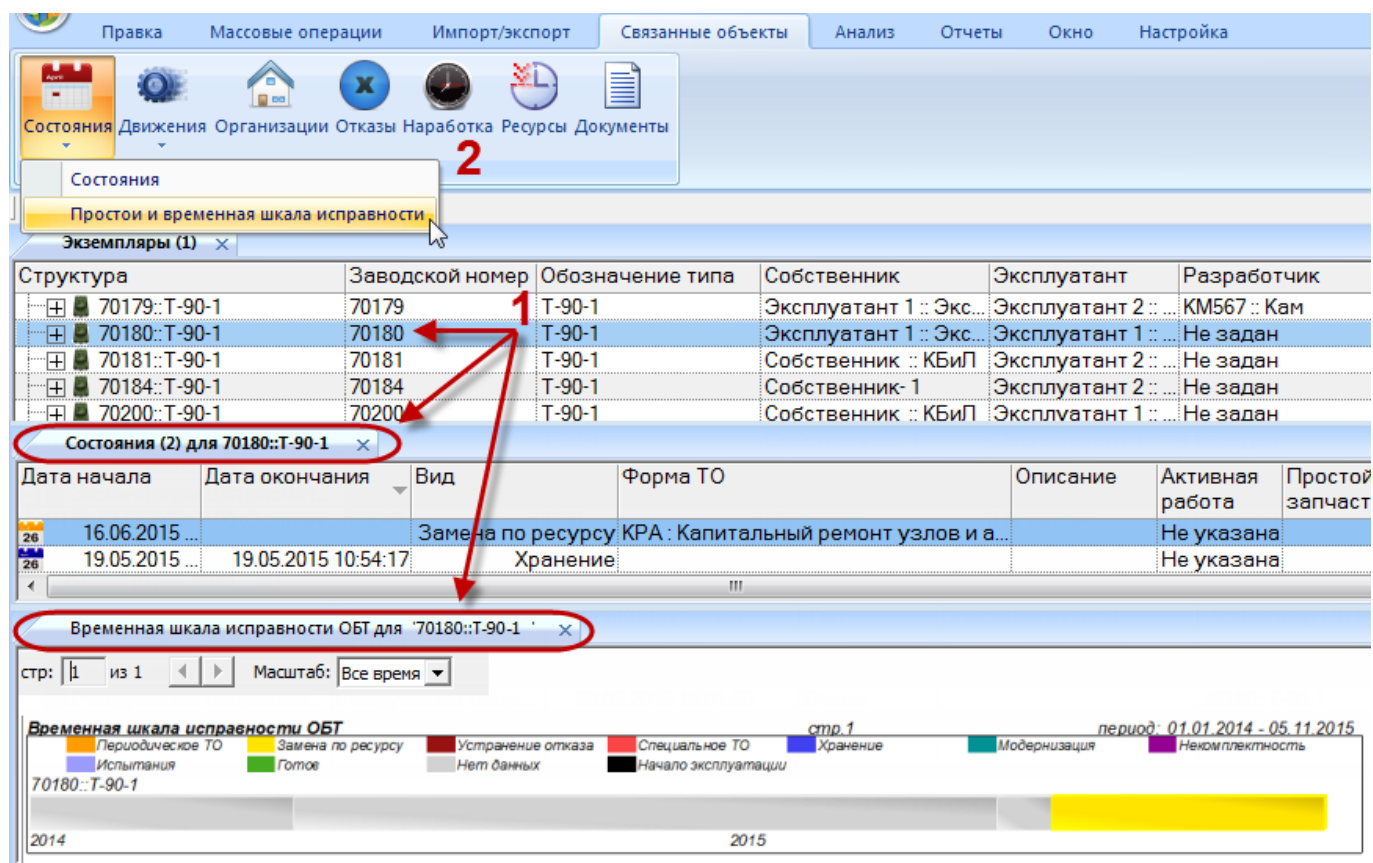 Правка Массовые операции Импорт/экспорт Связанные объекты Анализ Отчеты Окно Настройка
April
x
Состояния Движения Организации Отказы Наработка Ресурсы Документы
2
Состояния
Простои и временная шкала исправности
Экземпляры (1)
Структура Заводской номер Обозначение типа Собственник Эксплуатант Разработчик
1
70179::Т-90-1 70179 Т-90-1 Эксплуатант 1 :: Экс... Эксплуатант 2 :: ... КМ567 :: Кам
70180::Т-90-1 70180 Т-90-1 Эксплуатант 1 :: Экс... Эксплуатант 1 :: ... Не задан
70181::Т-90-1 70181 Т-90-1 Собственник :: КБиП Эксплуатант 2 :: ... Не задан
70184::Т-90-1 70184 Т-90-1 Собственник- 1 Эксплуатант 2 :: ... Не задан
70200::Т-90-1 70200 Т-90-1 Собственник :: КБиП Эксплуатант 1 :: ... Не задан
Состояния (2) для 70180::Т-90-1
Дата начала Дата окончания Вид Форма ТО Описание Активная Простой
работа запчаст
26 16.06.2015 ... Замена по ресурсу КРА : Капитальный ремонт узлов и а... Не указана
26 19.05.2015 ... 19.05.2015 10:54:17 Хранение Не указана
Временная шкала исправности ОБТ для '70180::Т-90-1 '
стр: 1 из 1 Масштаб: Все время
Временная шкала исправности ОБТ стр.1 период: 01.01.2014 - 05.11.2015
Периодическое ТО Замена по ресурсу Устранение отказа Специальное ТО Хранение Модернизация Некомплектность
Испытания Готов Нет данных Начало эксплуатации
70180::Т-90-1
2014 2015